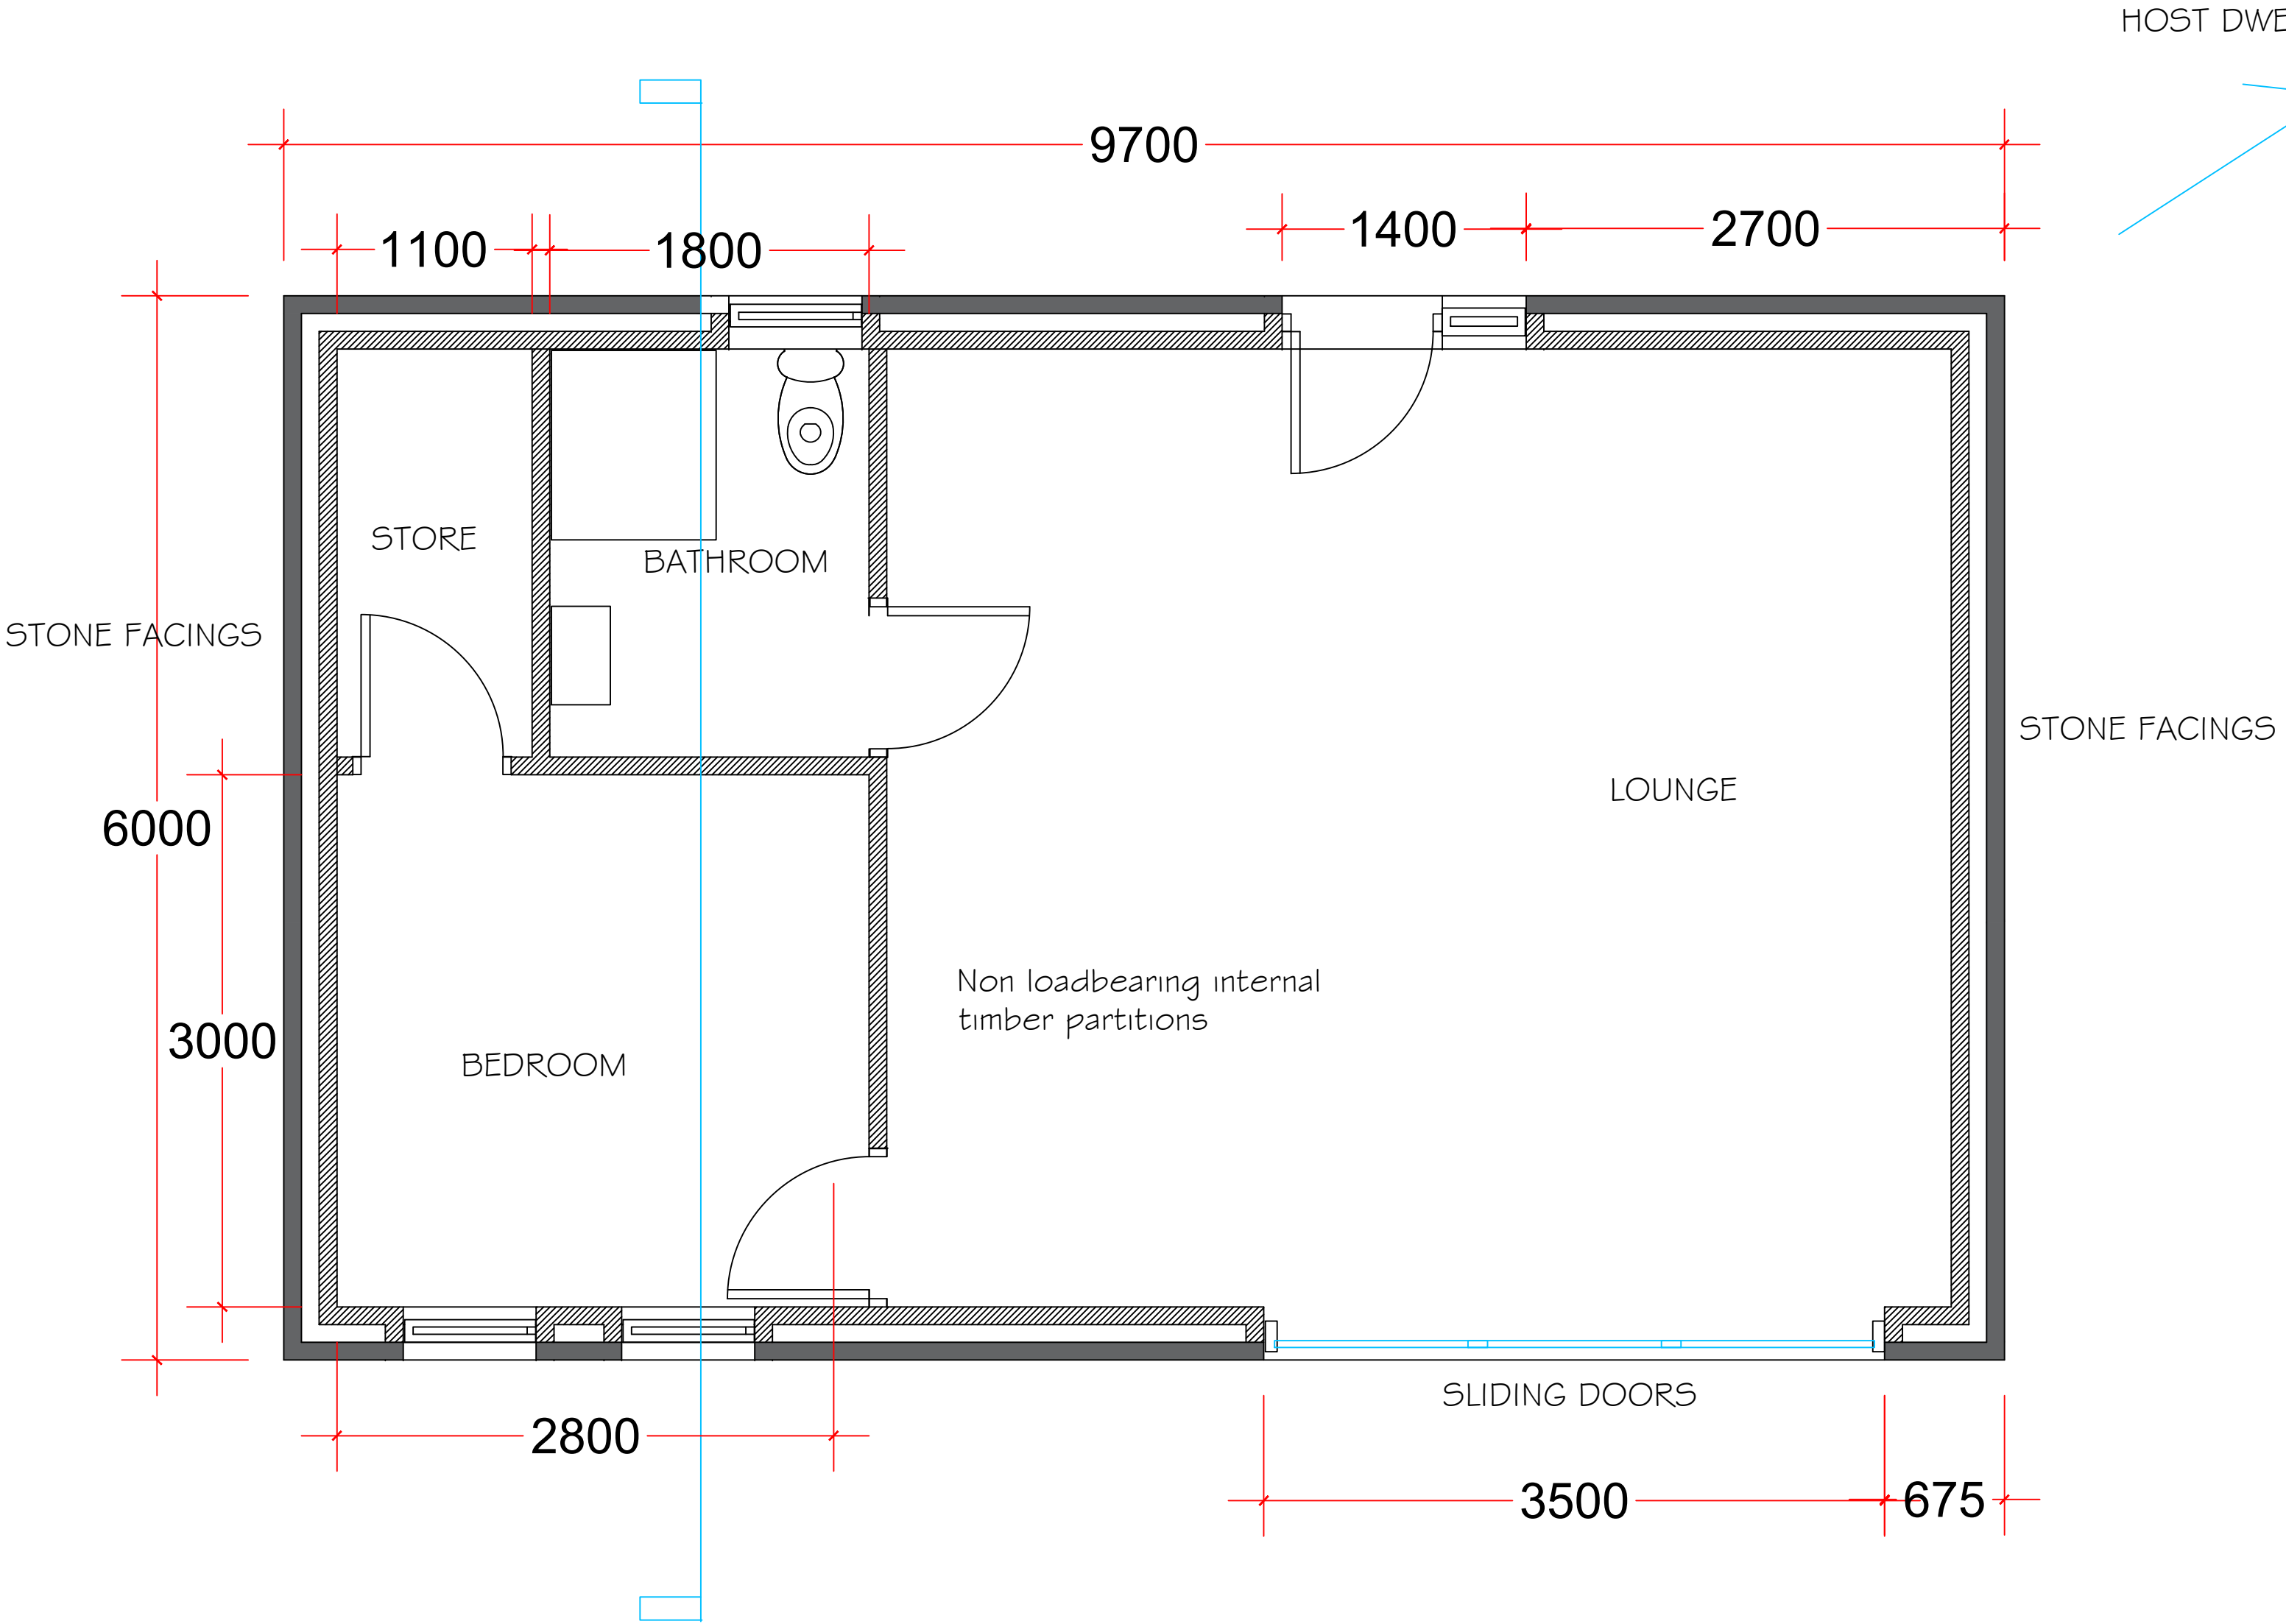 HOST DWE
9700
1100
1800
1400
2700
STORE
BATHROOM
STONE FACINGS
STONE FACINGS
LOUNGE
6000
Non loadbearing internal
timber partitions
3000
BEDROOM
SLIDING DOORS
2800
3500
675